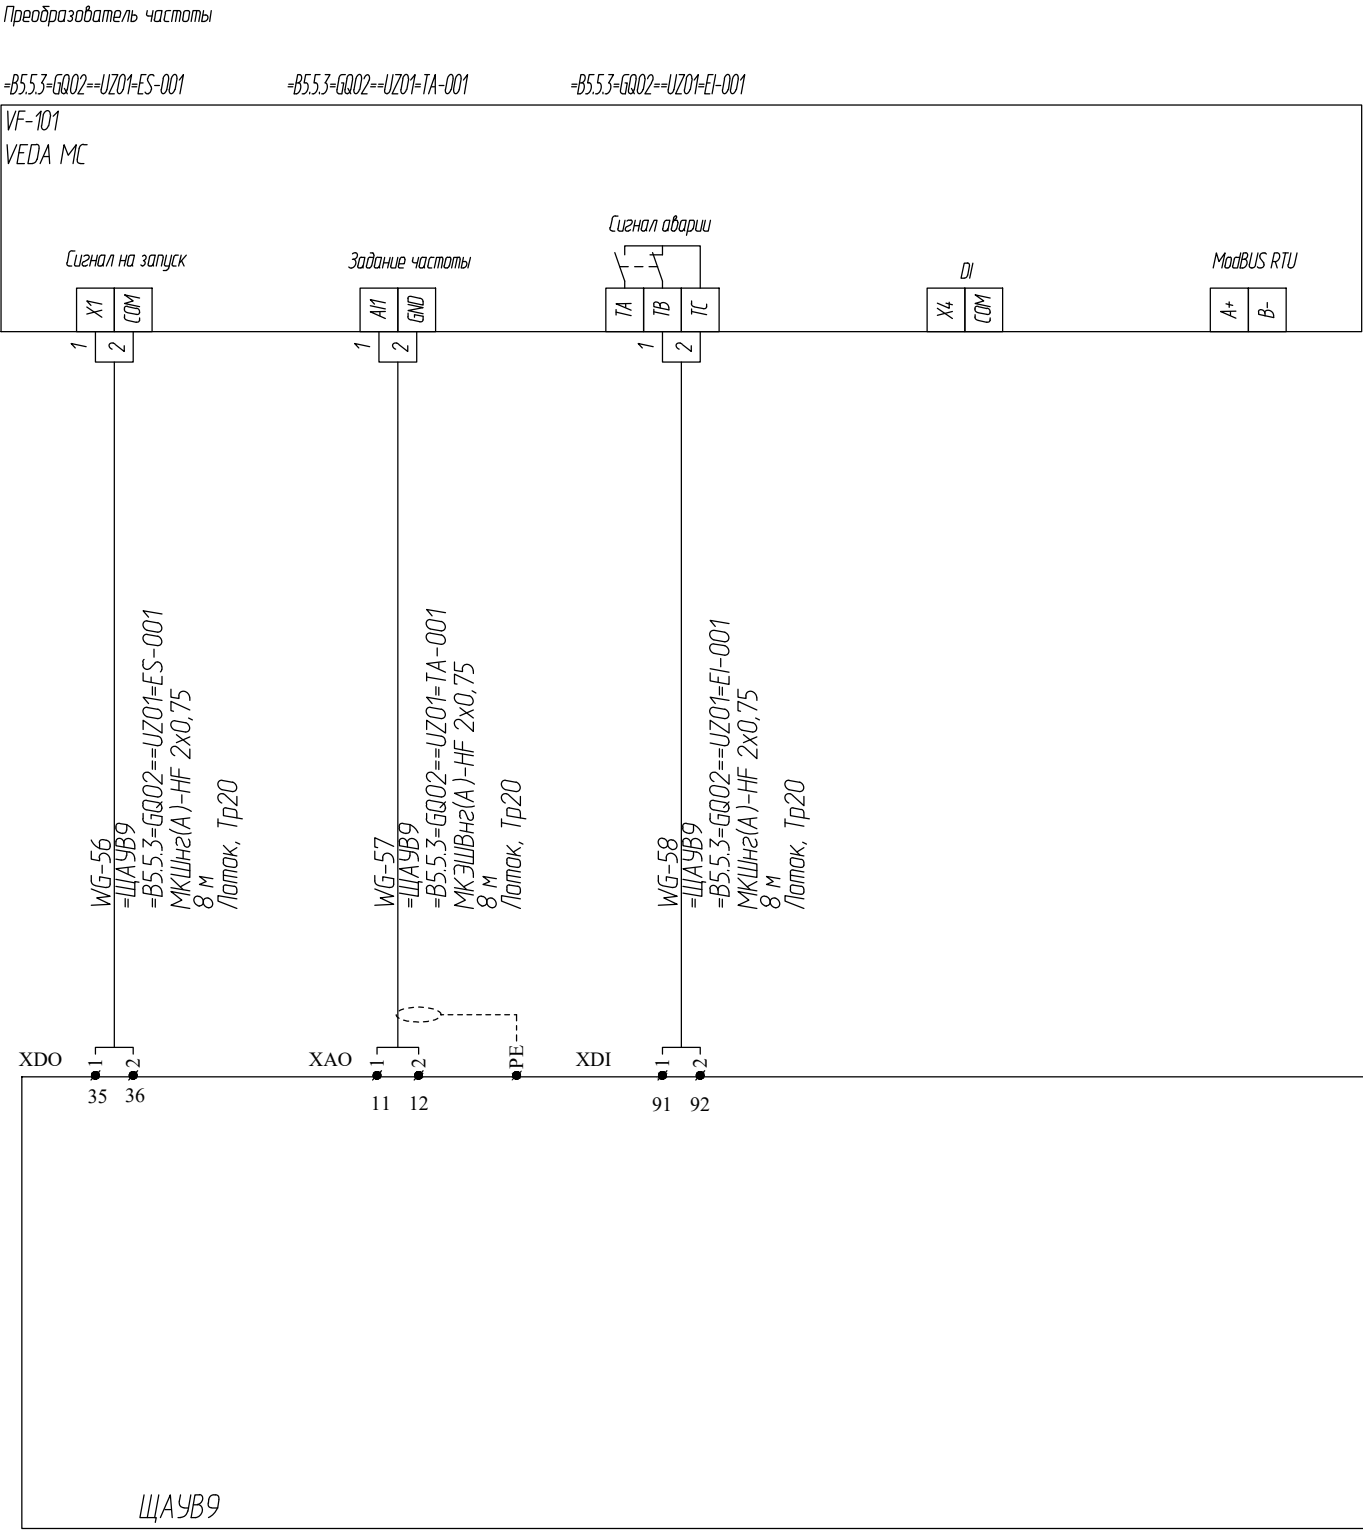 Преобразователь частоты
=B5.5.3=GQ02==UZ01=ES-001
=B5.5.3=GQ02==UZ01=TA-001
=B5.5.3=GQ02==UZ01=EI-001
VF-101
VEDA MC
Сигнал на запуск
Задание частоты
Сигнал аварии
DI
ModBUS RTU
X1
COM
AI1
GND
TA
TB
TC
X4
COM
A+
B-
1
2
1
2
1
2
WG-56
=ЩАУВ9
=B5.5.3=GQ02==UZ01=ES-001
МКШнг(А)-HF 2x0,75
8 м
Лоток, Тр20
WG-57
=ЩАУВ9
=B5.5.3=GQ02==UZ01=TA-001
МКЭШВнг(А)-HF 2x0,75
8 м
Лоток, Тр20
WG-58
=ЩАУВ9
=B5.5.3=GQ02==UZ01=EI-001
МКШнг(А)-HF 2x0,75
8 м
Лоток, Тр20
XDO
1
2
XAO
1
2
PE
XDI
1
2
35
36
11
12
91
92
ЩАУВ9